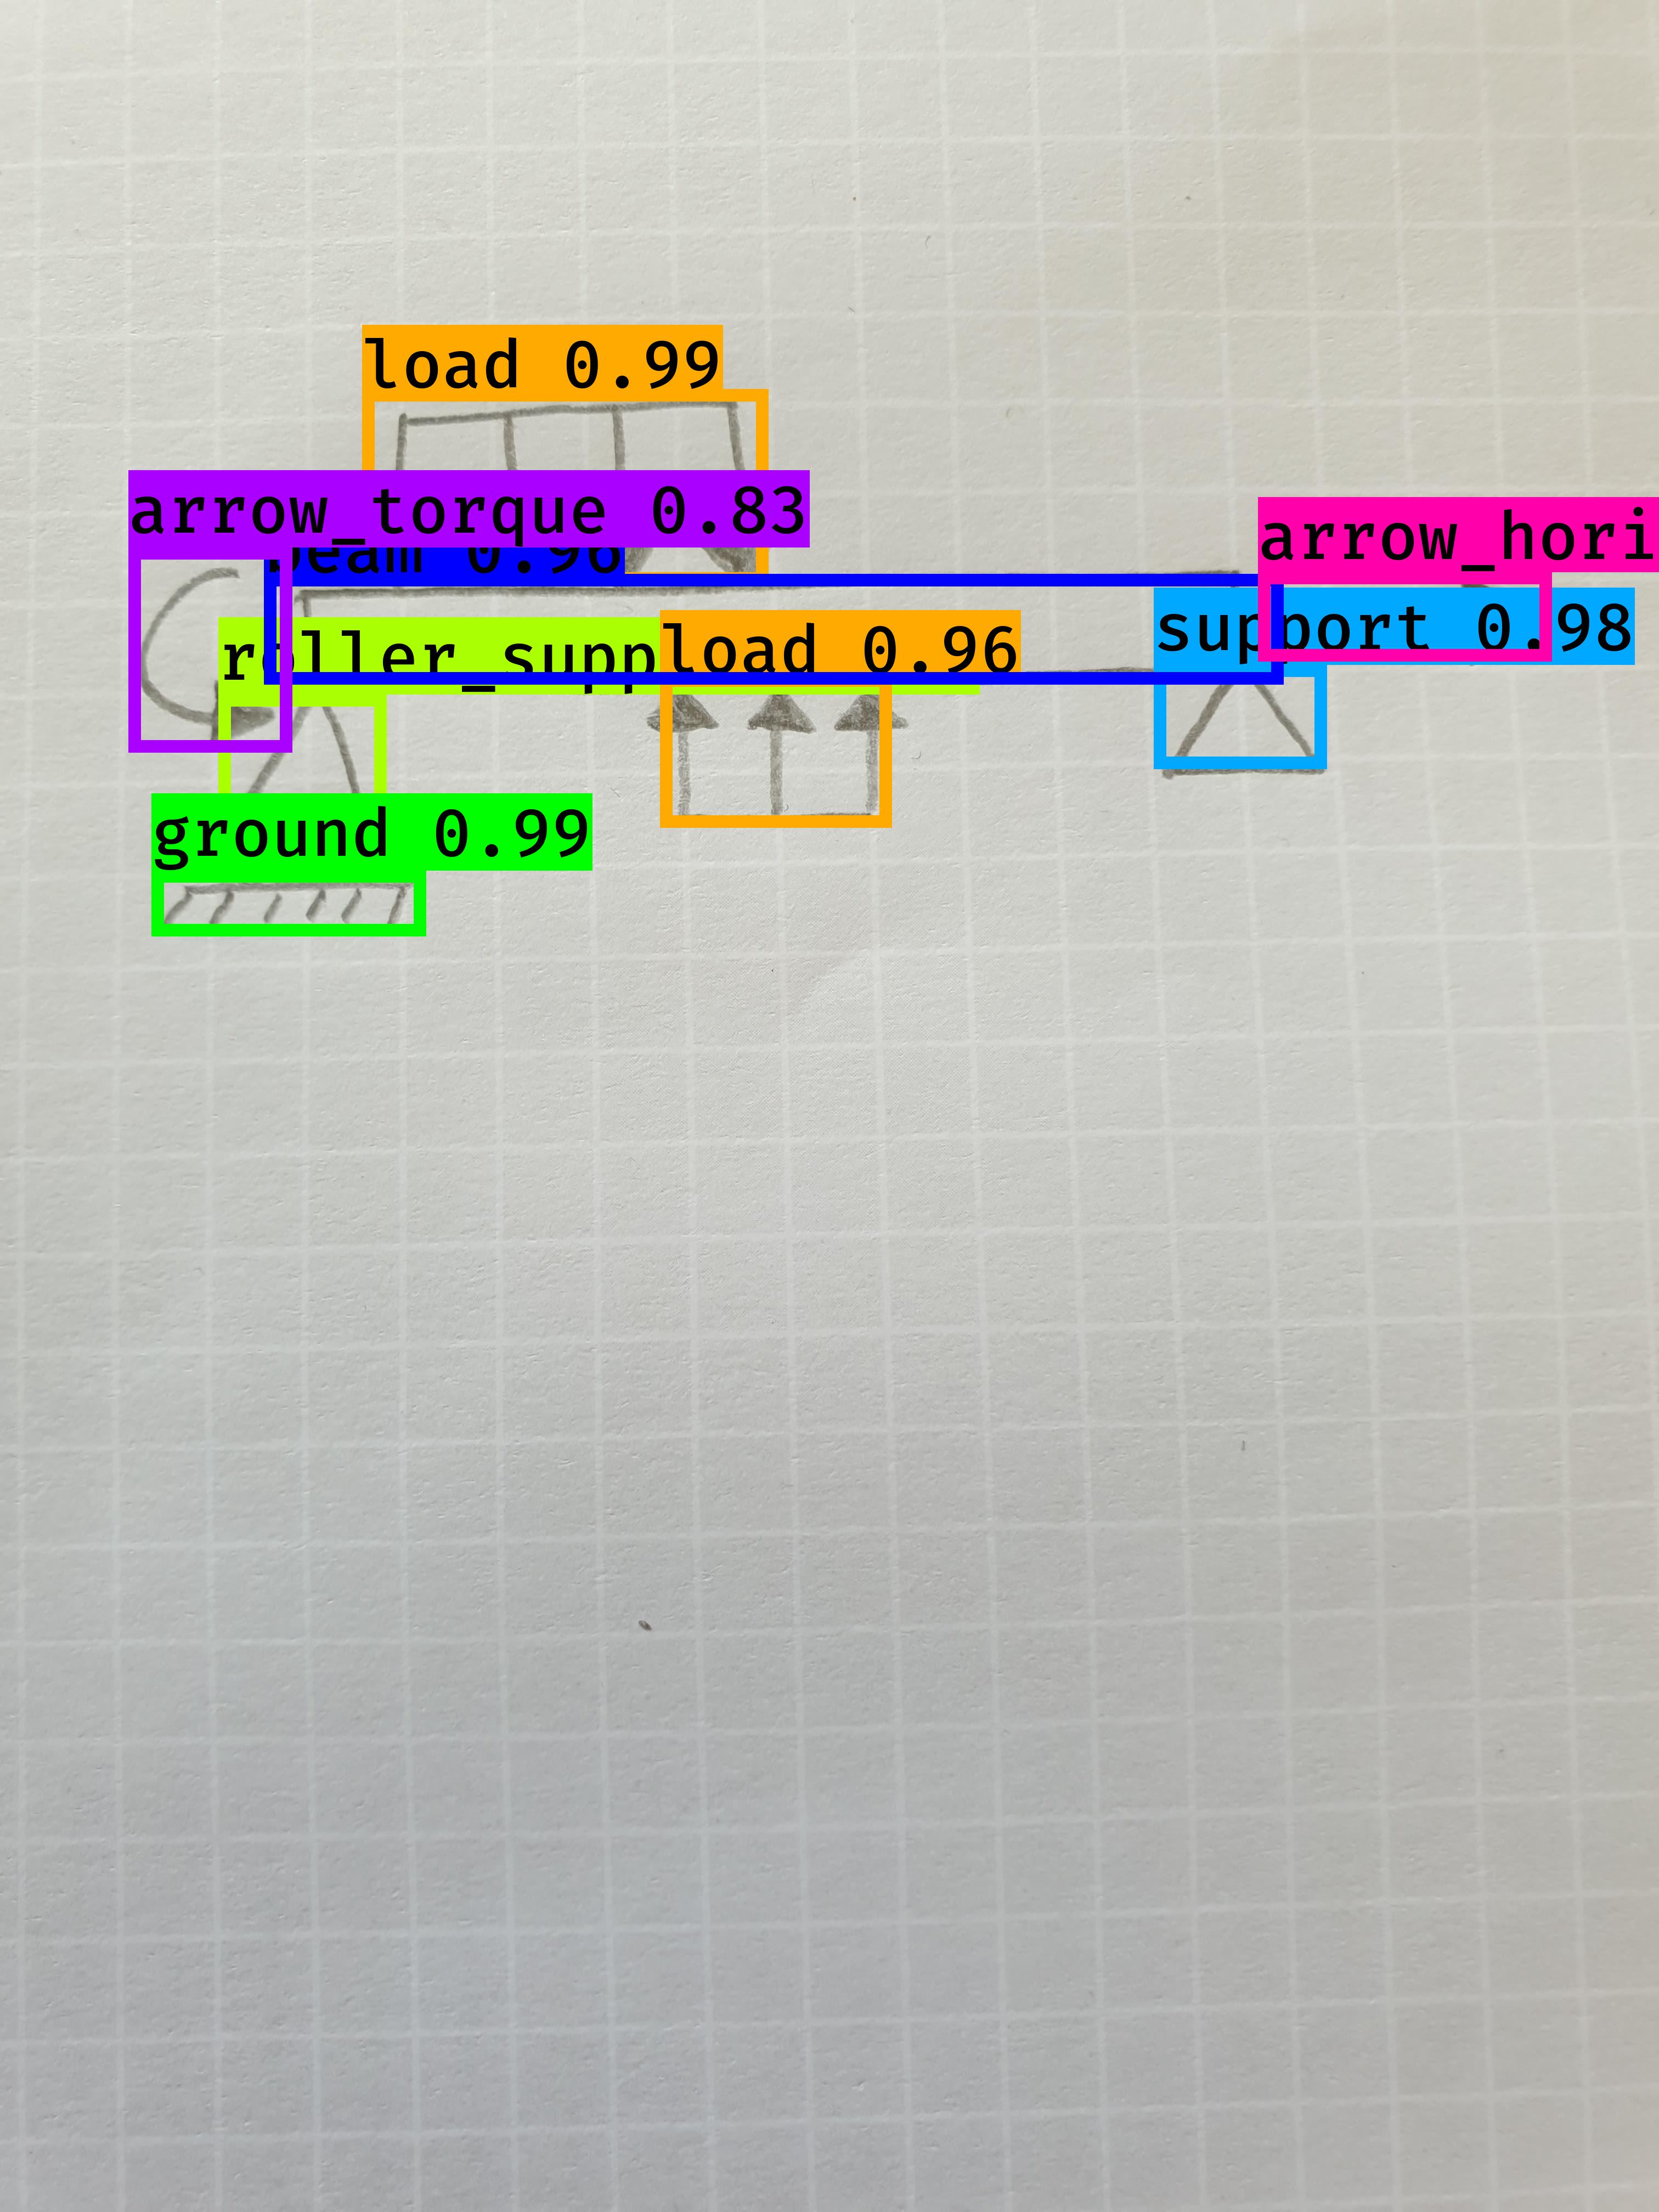 load 0.99
arrow_torque 0.83
beam 0.96
arrow_hori
support 0.98
roller_supp
load 0.96
ground 0.99